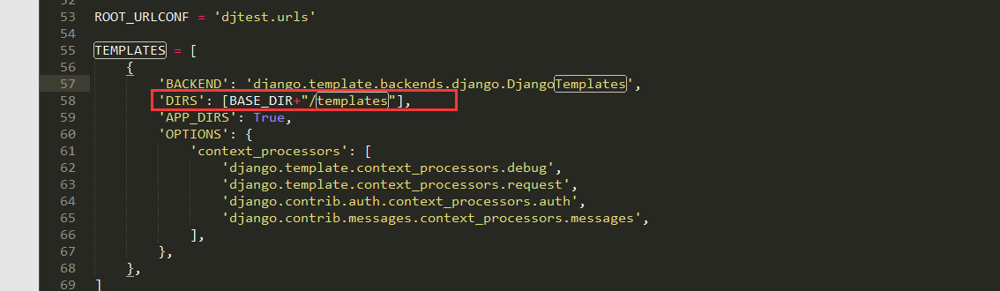 52
53 ROOT_URLCONF = 'djtest.urls'
54
55 TEMPLATES = [
56     {
57         'BACKEND': 'django.template.backends.django.DjangoTemplates',
58         'DIRS': [BASE_DIR+"/templates"],
59         'APP_DIRS': True,
60         'OPTIONS': {
61             'context_processors': [
62                 'django.template.context_processors.debug',
63                 'django.template.context_processors.request',
64                 'django.contrib.auth.context_processors.auth',
65                 'django.contrib.messages.context_processors.messages',
66             ],
67         },
68     },
69 ]